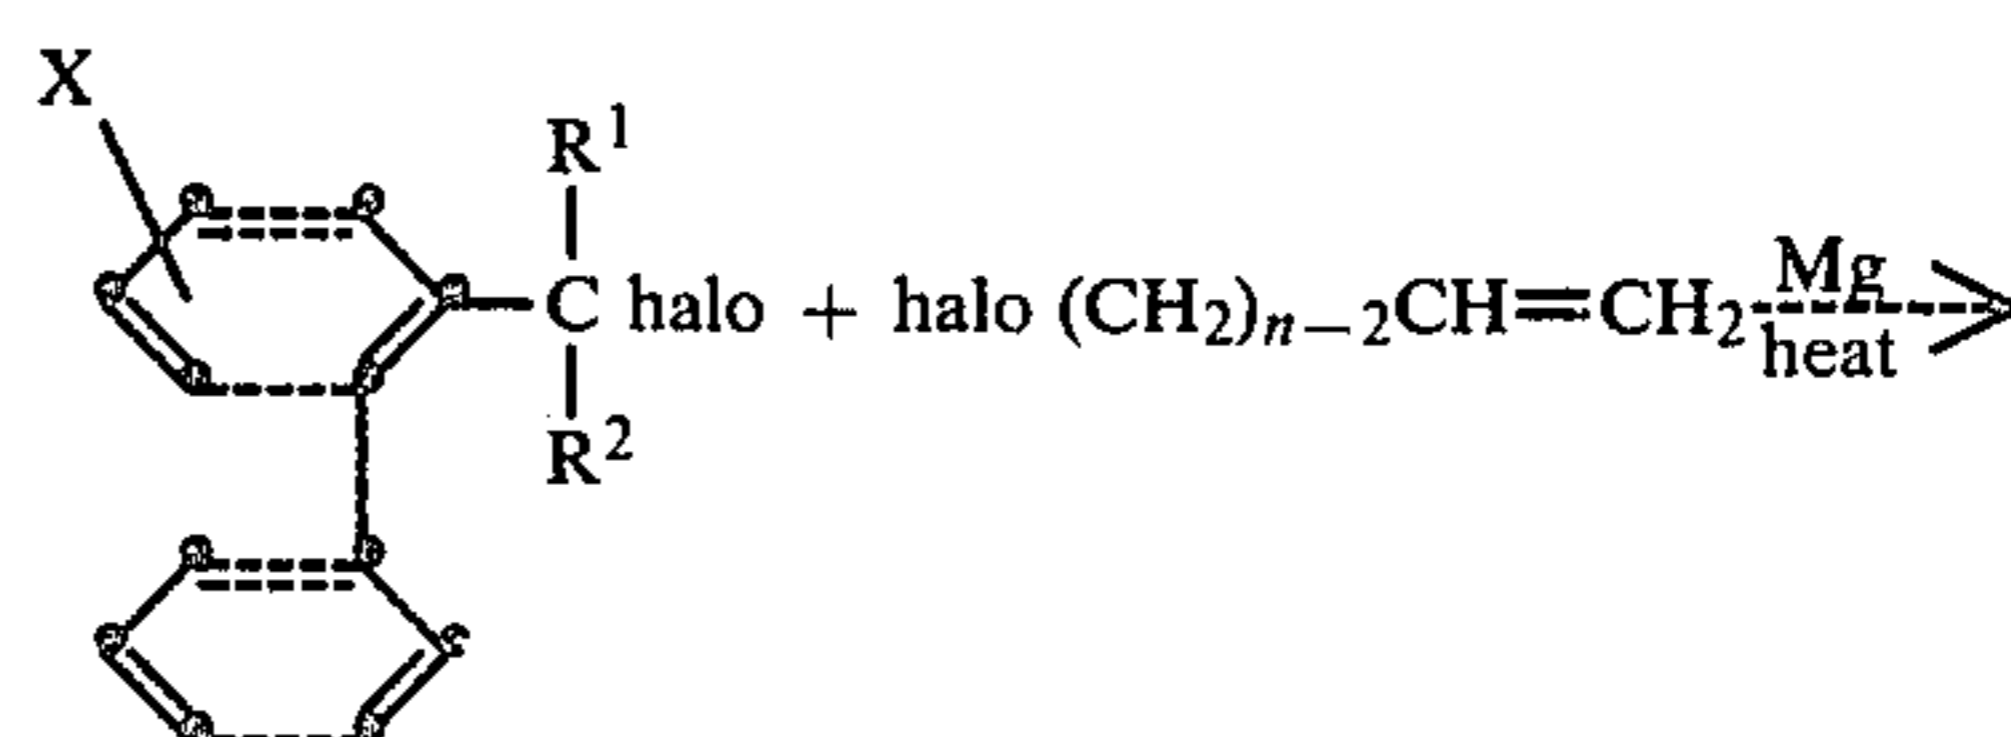 X
R¹
C halo + halo (CH₂)ₙ₋₂CH=CH₂ Mg
heat
R²